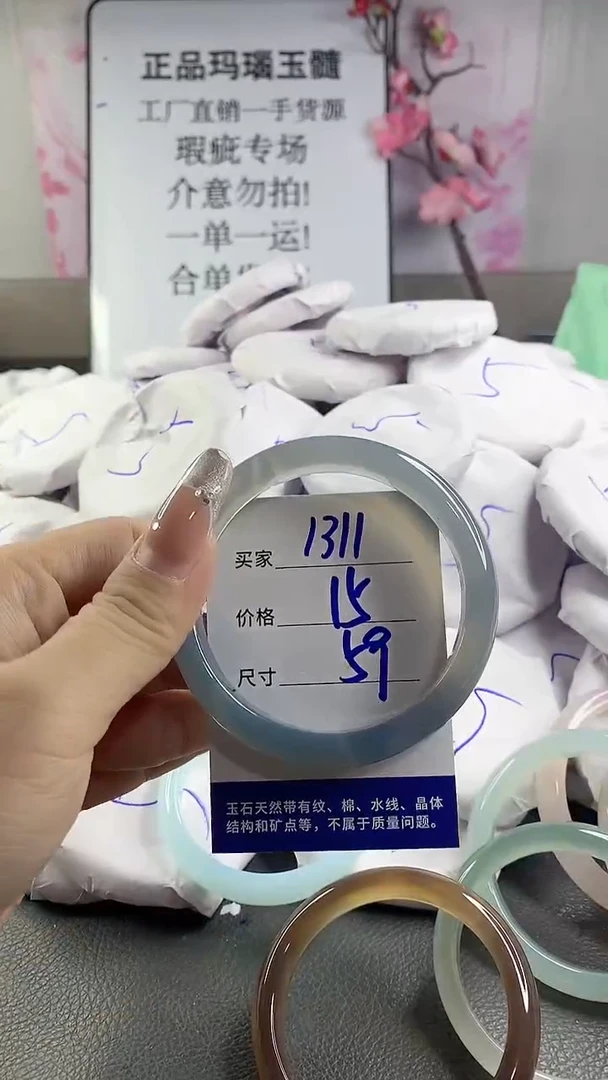 正品玛瑙玉髓
工厂直销一手货源
瑕疵专场
介意勿拍!
一单一运!
合单
买家 1311
价格 15
尺寸 59
玉石天然带有纹、棉、水线、晶体
结构和矿点等，不属于质量问题。
5